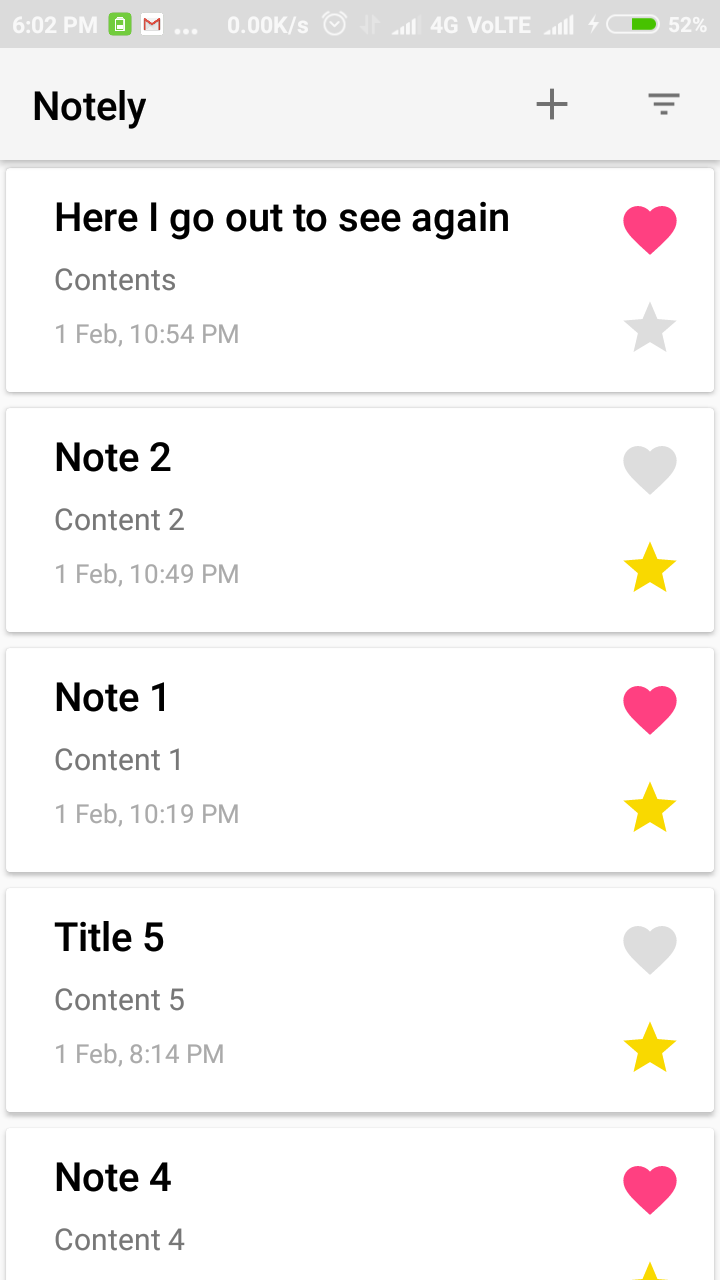 6:02 PM ... 0.00K/s 4G VoLTE 52%
Notely
Here I go out to see again
Contents
1 Feb, 10:54 PM
Note 2
Content 2
1 Feb, 10:49 PM
Note 1
Content 1
1 Feb, 10:19 PM
Title 5
Content 5
1 Feb, 8:14 PM
Note 4
Content 4